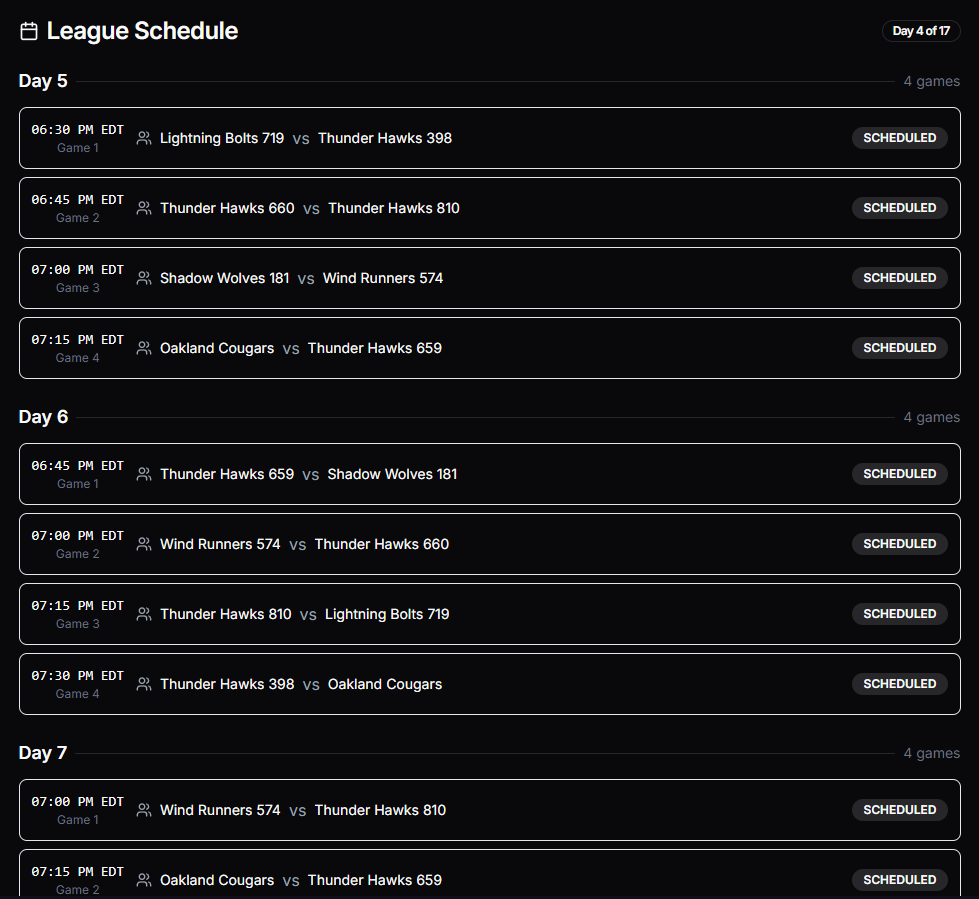 League Schedule
Day 4 of 17
Day 5
4 games
06:30 PM EDT
Game 1
Lightning Bolts 719 vs Thunder Hawks 398
SCHEDULED
06:45 PM EDT
Game 2
Thunder Hawks 660 vs Thunder Hawks 810
SCHEDULED
07:00 PM EDT
Game 3
Shadow Wolves 181 vs Wind Runners 574
SCHEDULED
07:15 PM EDT
Game 4
Oakland Cougars vs Thunder Hawks 659
SCHEDULED
Day 6
4 games
06:45 PM EDT
Game 1
Thunder Hawks 659 vs Shadow Wolves 181
SCHEDULED
07:00 PM EDT
Game 2
Wind Runners 574 vs Thunder Hawks 660
SCHEDULED
07:15 PM EDT
Game 3
Thunder Hawks 810 vs Lightning Bolts 719
SCHEDULED
07:30 PM EDT
Game 4
Thunder Hawks 398 vs Oakland Cougars
SCHEDULED
Day 7
4 games
07:00 PM EDT
Game 1
Wind Runners 574 vs Thunder Hawks 810
SCHEDULED
07:15 PM EDT
Game 2
Oakland Cougars vs Thunder Hawks 659
SCHEDULED